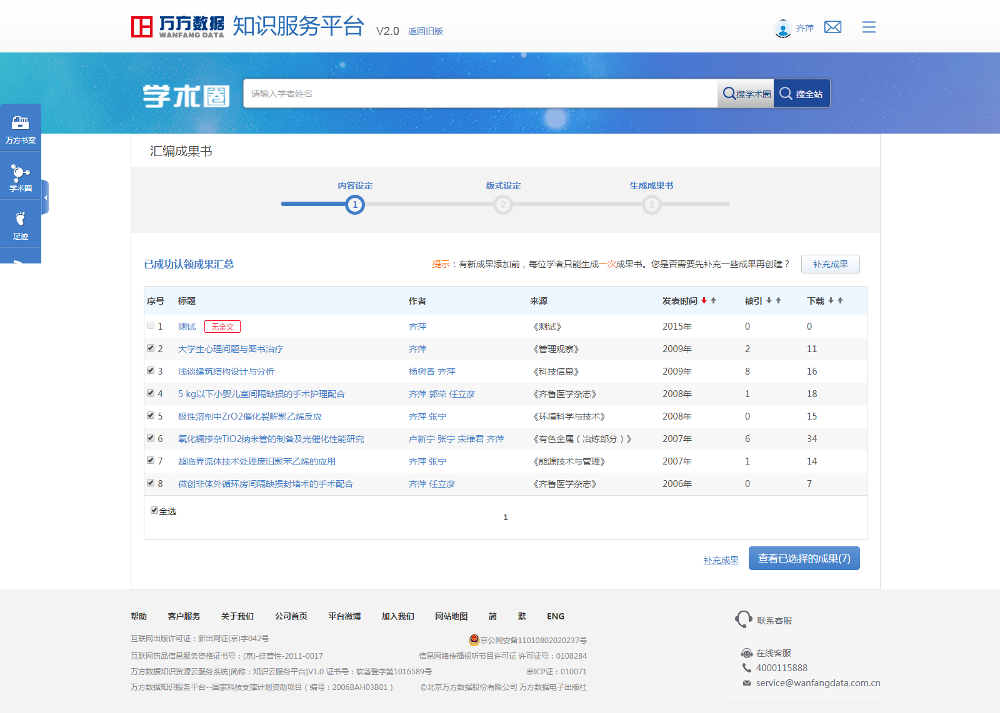 万方数据 WANFANG DATA 知识服务平台 V2.0 返回旧版 齐萍
学术圈 请输入学者姓名 搜学术圈 搜全站
万方书案
学术圈
足迹
汇编成果书
内容设定 版式设定 生成成果书
1 2 3
已成功认领成果汇总 提示：有新成果添加前，每位学者只能生成一次成果书。您是否需要先补充一些成果再创建？ 补充成果
序号 标题 作者 来源 发表时间 被引 下载
1 测试 无全文 齐萍 《测试》 2015年 0 0
2 大学生心理问题与图书治疗 齐萍 《管理观察》 2009年 2 11
3 浅谈建筑结构设计与分析 杨树香 齐萍 《科技信息》 2009年 8 16
4 5 kg以下小婴儿室间隔缺损的手术护理配合 齐萍 郭荣 任立彦 《齐鲁医学杂志》 2008年 1 18
5 极性溶剂中ZrO2催化裂解聚乙烯反应 齐萍 张宁 《环境科学与技术》 2008年 0 15
6 氧化镧掺杂TiO2纳米管的制备及光催化性能研究 卢新宁 张宁 宋维君 齐萍 《有色金属（冶炼部分）》 2007年 6 34
7 超临界流体技术处理废旧聚苯乙烯的应用 齐萍 张宁 《能源技术与管理》 2007年 1 14
8 微创非体外循环房间隔缺损封堵术的手术配合 齐萍 任立彦 《齐鲁医学杂志》 2006年 0 7
全选
1
补充成果 查看已选择的成果(7)
帮助 客户服务 关于我们 公司首页 平台微博 加入我们 网站地图 简 繁 ENG
互联网出版许可证：新出网证(京)字042号 京公网安备11010802020237号
互联网药品信息服务资格证书号：(京)-经营性-2011-0017 信息网络传播视听节目许可证 许可证号：0108284
万方数据知识资源云服务系统[简称：知识云服务平台]V1.0 证书号：软著登字第1016589号 京ICP证：010071
万方数据知识服务平台--国家科技支撑计划资助项目（编号：2006BAH03B01） ©北京万方数据股份有限公司 万方数据电子出版社
联系客服
在线客服
4000115888
service@wanfangdata.com.cn